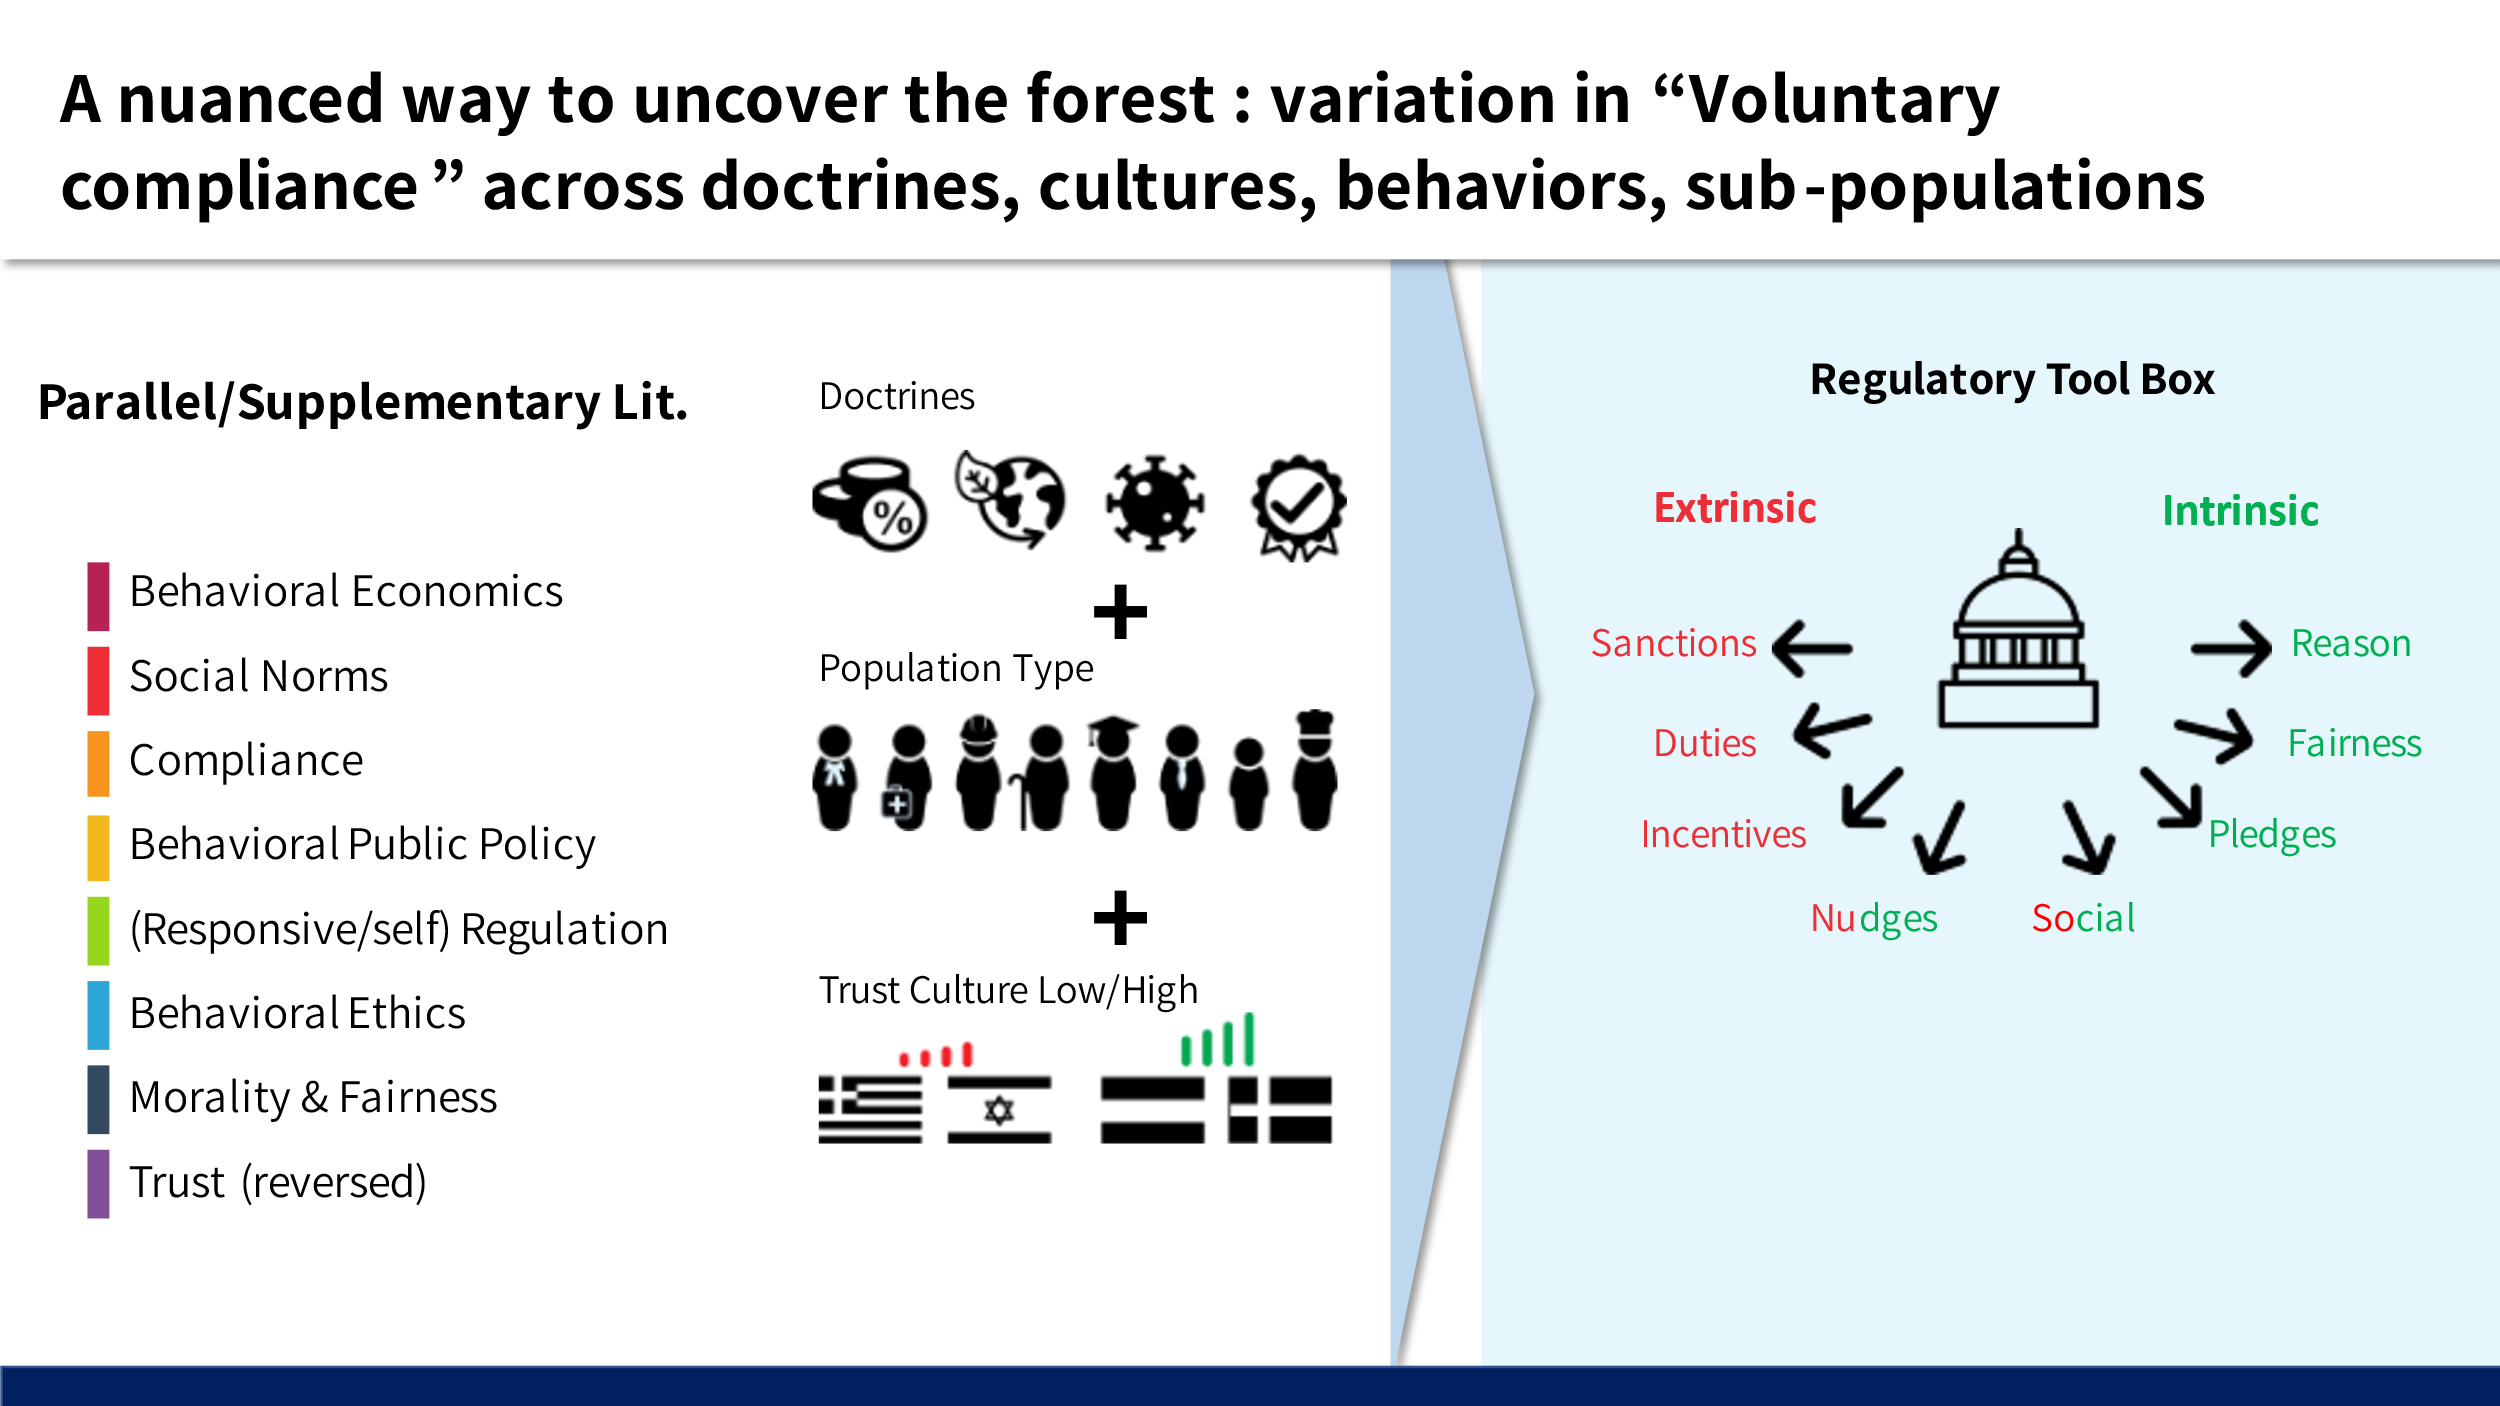 A nuanced way to uncover the forest : variation in “Voluntary
compliance ” across doctrines, cultures, behaviors, sub-populations
Parallel/Supplementary Lit.
Behavioral Economics
Social Norms
Compliance
Behavioral Public Policy
(Responsive/self) Regulation
Behavioral Ethics
Morality & Fairness
Trust (reversed)
Doctrines
%
+
Population Type
+
Trust Culture Low/High
Regulatory Tool Box
Extrinsic
Intrinsic
Sanctions
Reason
Duties
Fairness
Incentives
Pledges
Nudges
Social